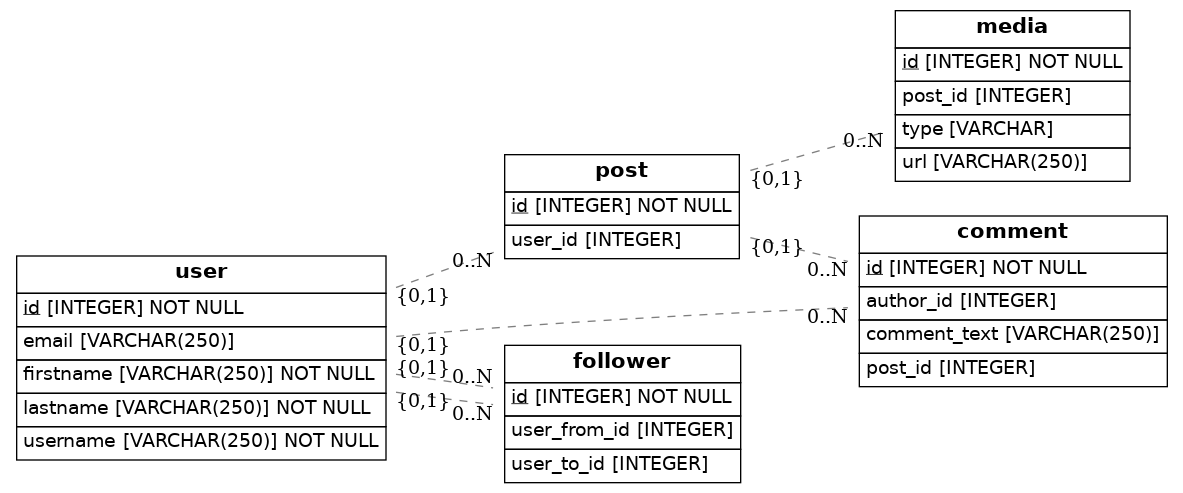 media
id [INTEGER] NOT NULL
post_id [INTEGER]
type [VARCHAR]
url [VARCHAR(250)]
0..N
{0,1}
post
id [INTEGER] NOT NULL
user_id [INTEGER]
{0,1}
0..N
comment
id [INTEGER] NOT NULL
author_id [INTEGER]
comment_text [VARCHAR(250)]
post_id [INTEGER]
0..N
{0,1}
0..N
{0,1}
user
id [INTEGER] NOT NULL
email [VARCHAR(250)]
firstname [VARCHAR(250)] NOT NULL
lastname [VARCHAR(250)] NOT NULL
username [VARCHAR(250)] NOT NULL
{0,1}
0..N
{0,1}
0..N
follower
id [INTEGER] NOT NULL
user_from_id [INTEGER]
user_to_id [INTEGER]